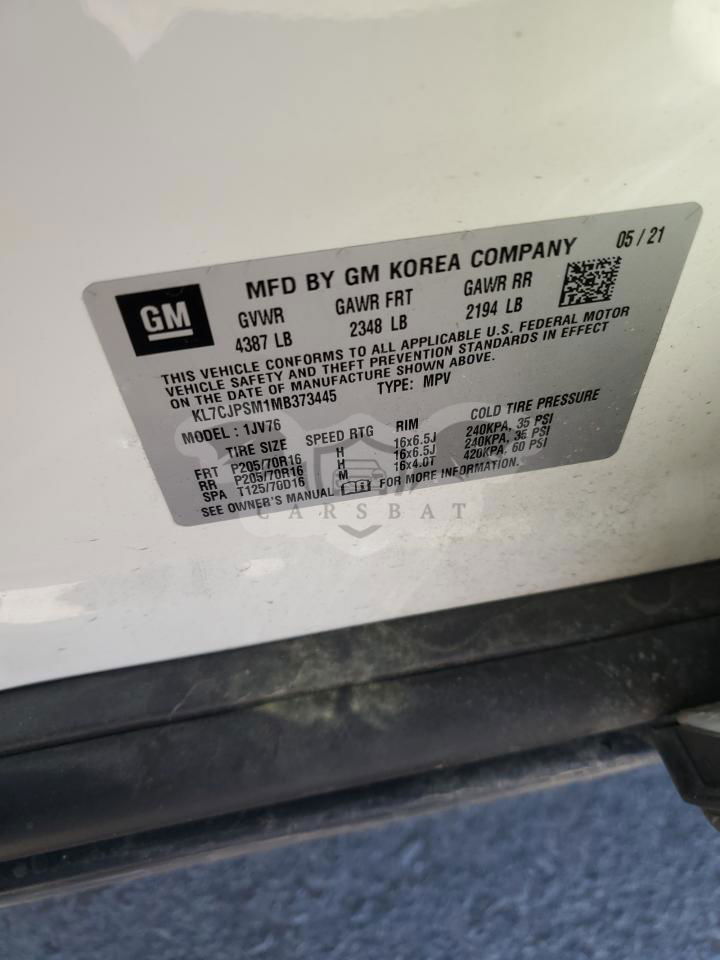 GM
MFD BY GM KOREA COMPANY 05 / 21
GVWR GAWR FRT GAWR RR
4387 LB 2348 LB 2194 LB
THIS VEHICLE CONFORMS TO ALL APPLICABLE U.S. FEDERAL MOTOR
VEHICLE SAFETY AND THEFT PREVENTION STANDARDS IN EFFECT
ON THE DATE OF MANUFACTURE SHOWN ABOVE.
KL7CJPSM1MB373445 TYPE: MPV
MODEL : 1JV76
TIRE SIZE SPEED RTG RIM COLD TIRE PRESSURE
FRT P205/70R16 H 16x6.5J 240KPA, 35 PSI
RR P205/70R16 H 16x6.5J 240KPA, 35 PSI
SPA T125/70D16 M 16x4.0T 420KPA, 60 PSI
SEE OWNER'S MANUAL FOR MORE INFORMATION.
CARSBAT